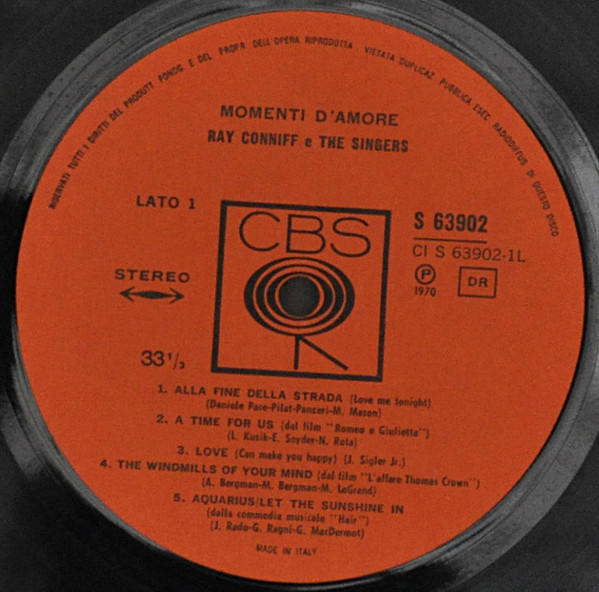 RISERVATI TUTTI I DIRITTI DEL PRODUTT FONOG. E DEL PROPR DELL'OPERA RIPRODOTTA VIETATA DUPLICAZ PUBBLICA ESEC RADIODIFFUS DI QUESTO DISCO
MOMENTI D'AMORE
RAY CONNIFF e THE SINGERS
LATO 1
CBS
S 63902
CI S 63902-1L
STEREO
P
1970
DR
33 1/3
1. ALLA FINE DELLA STRADA (Love me tonight)
(Daniele Pace-Pilat-Panzeri-M. Mason)
2. A TIME FOR US (dal film "Romeo e Giulietta")
(L. Kusik-E. Snyder-N. Rota)
3. LOVE (Can make you happy) (J. Sigler Jr.)
4. THE WINDMILLS OF YOUR MIND (dal film "L'affare Thomas Crown")
(A. Bergman-M. Bergman-M. LeGrand)
5. AQUARIUS/LET THE SUNSHINE IN
(dalla commedia musicale "Hair")
(J. Rado-G. Ragni-G. MacDermot)
MADE IN ITALY